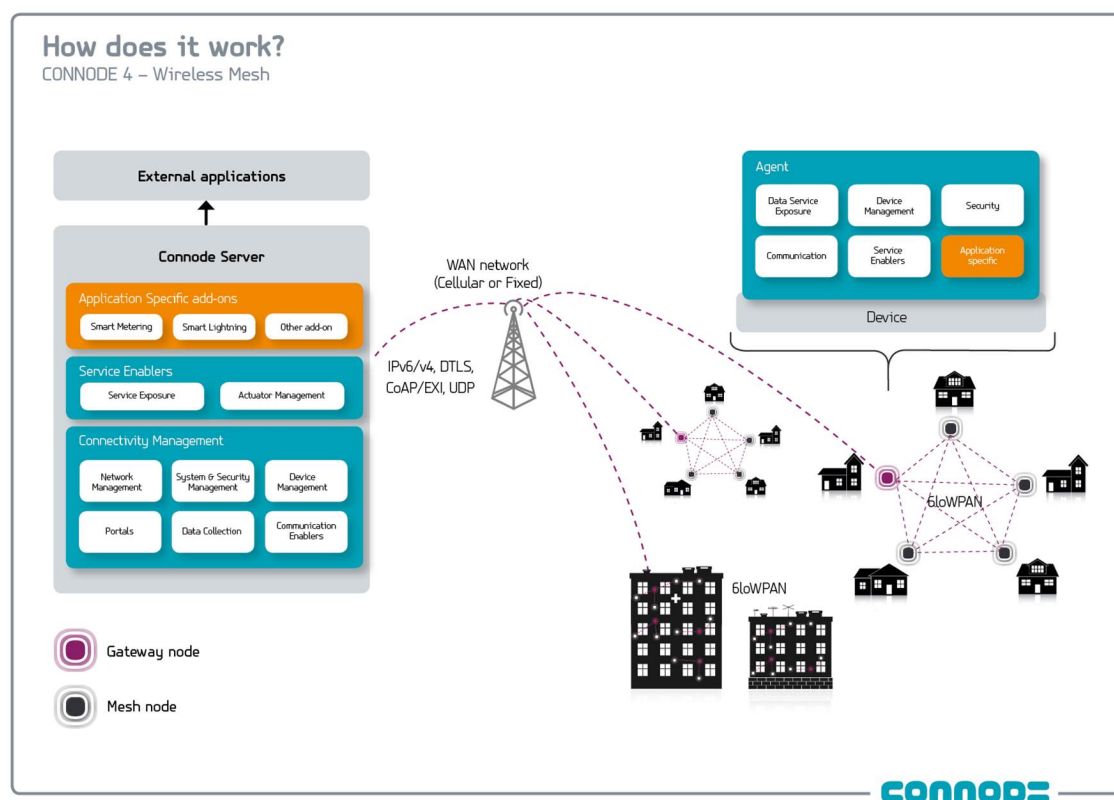 How does it work?
CONNODE 4 – Wireless Mesh
External applications
Connode Server
Application Specific add-ons
Smart Metering
Smart Lightning
Other add-on
Service Enablers
Service Exposure
Actuator Management
Connectivity Management
Network
Management
System & Security
Management
Device
Management
Portals
Data Collection
Communication
Enablers
WAN network
(Cellular or Fixed)
IPv6/v4, DTLS,
CoAP/EXI, UDP
Agent
Data Service
Exposure
Device
Management
Security
Communication
Service
Enablers
Application
specific
Device
6loWPAN
6loWPAN
Gateway node
Mesh node
CONNODE